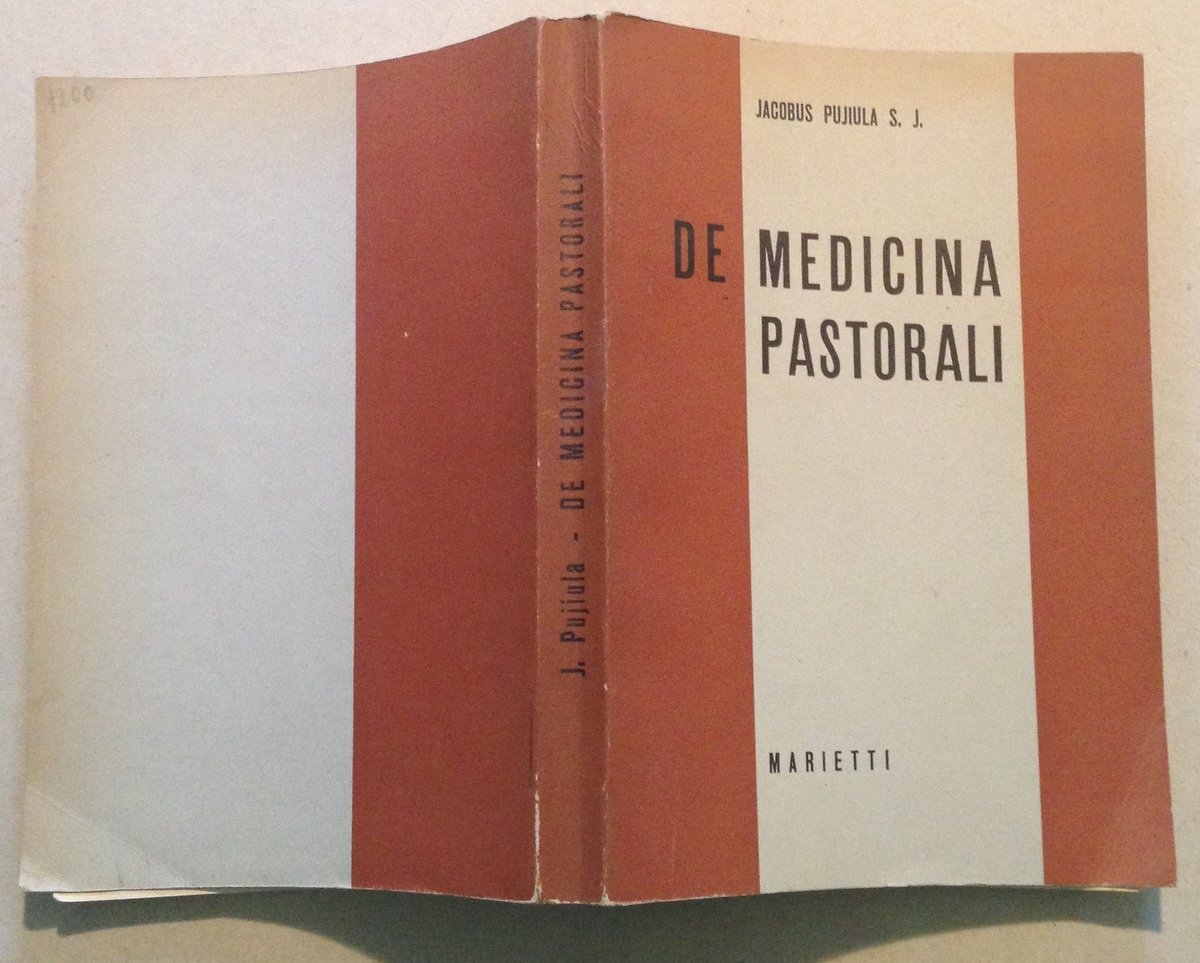 1200
J. Pujiula - DE MEDICINA PASTORALI
JACOBUS PUJIULA S. J.
DE MEDICINA
PASTORALI
MARIETTI